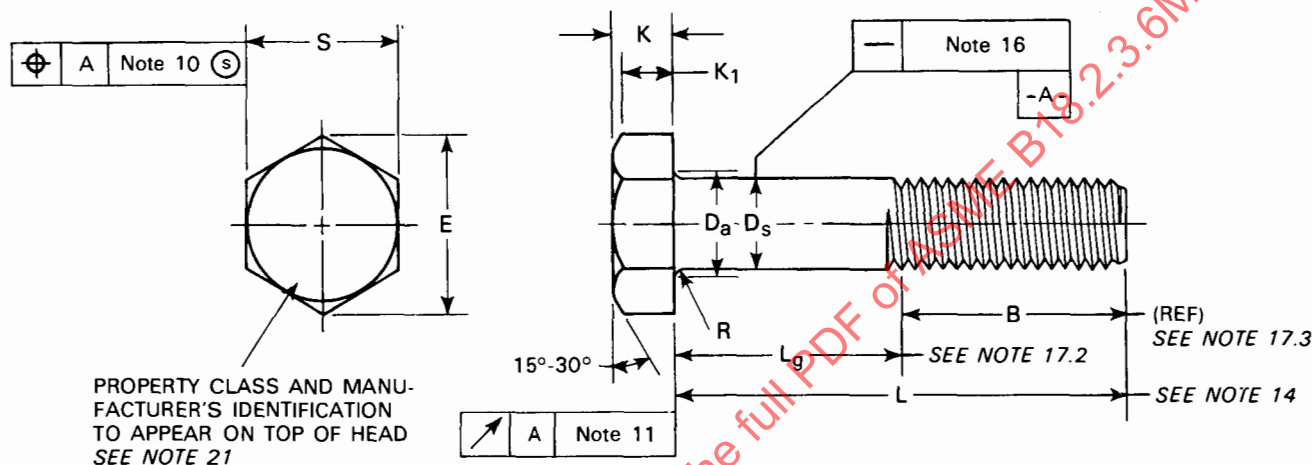 S
A Note 10 Ⓢ
E
PROPERTY CLASS AND MANU-
FACTURER'S IDENTIFICATION
TO APPEAR ON TOP OF HEAD
SEE NOTE 21
K
K1
Note 16
-A-
Da
Ds
R
15°-30°
B
(REF)
SEE NOTE 17.3
Lg
SEE NOTE 17.2
L
SEE NOTE 14
A Note 11
he full PDF of ASME B18.2.3.6M